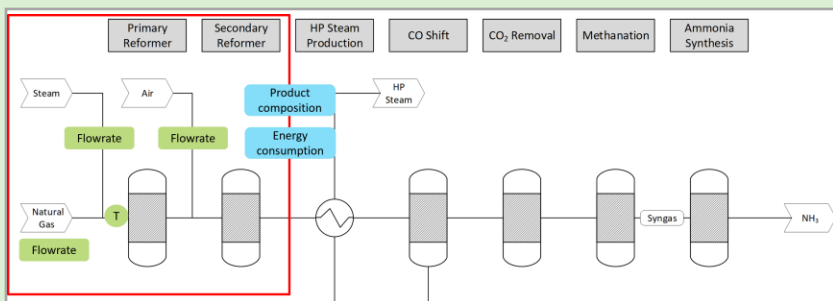 Primary
Reformer
Secondary
Reformer
HP Steam
Production
CO Shift
CO₂ Removal
Methanation
Ammonia
Synthesis
Steam
Air
Product
composition
HP
Steam
Flowrate
Flowrate
Energy
consumption
Natural
Gas
T
Syngas
NH₃
Flowrate